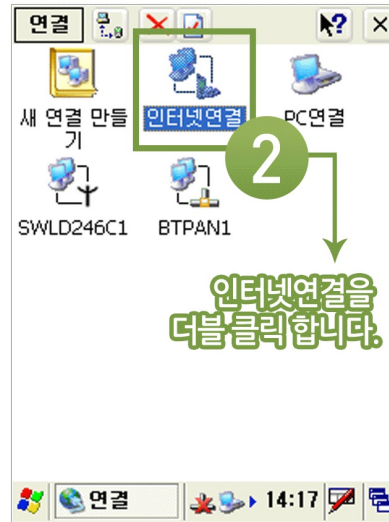 연결
새 연결 만들
기
인터넷연결
PC연결
2
SWLD246C1
BTPAN1
인터넷연결을
더블 클릭 합니다.
연결
14:17